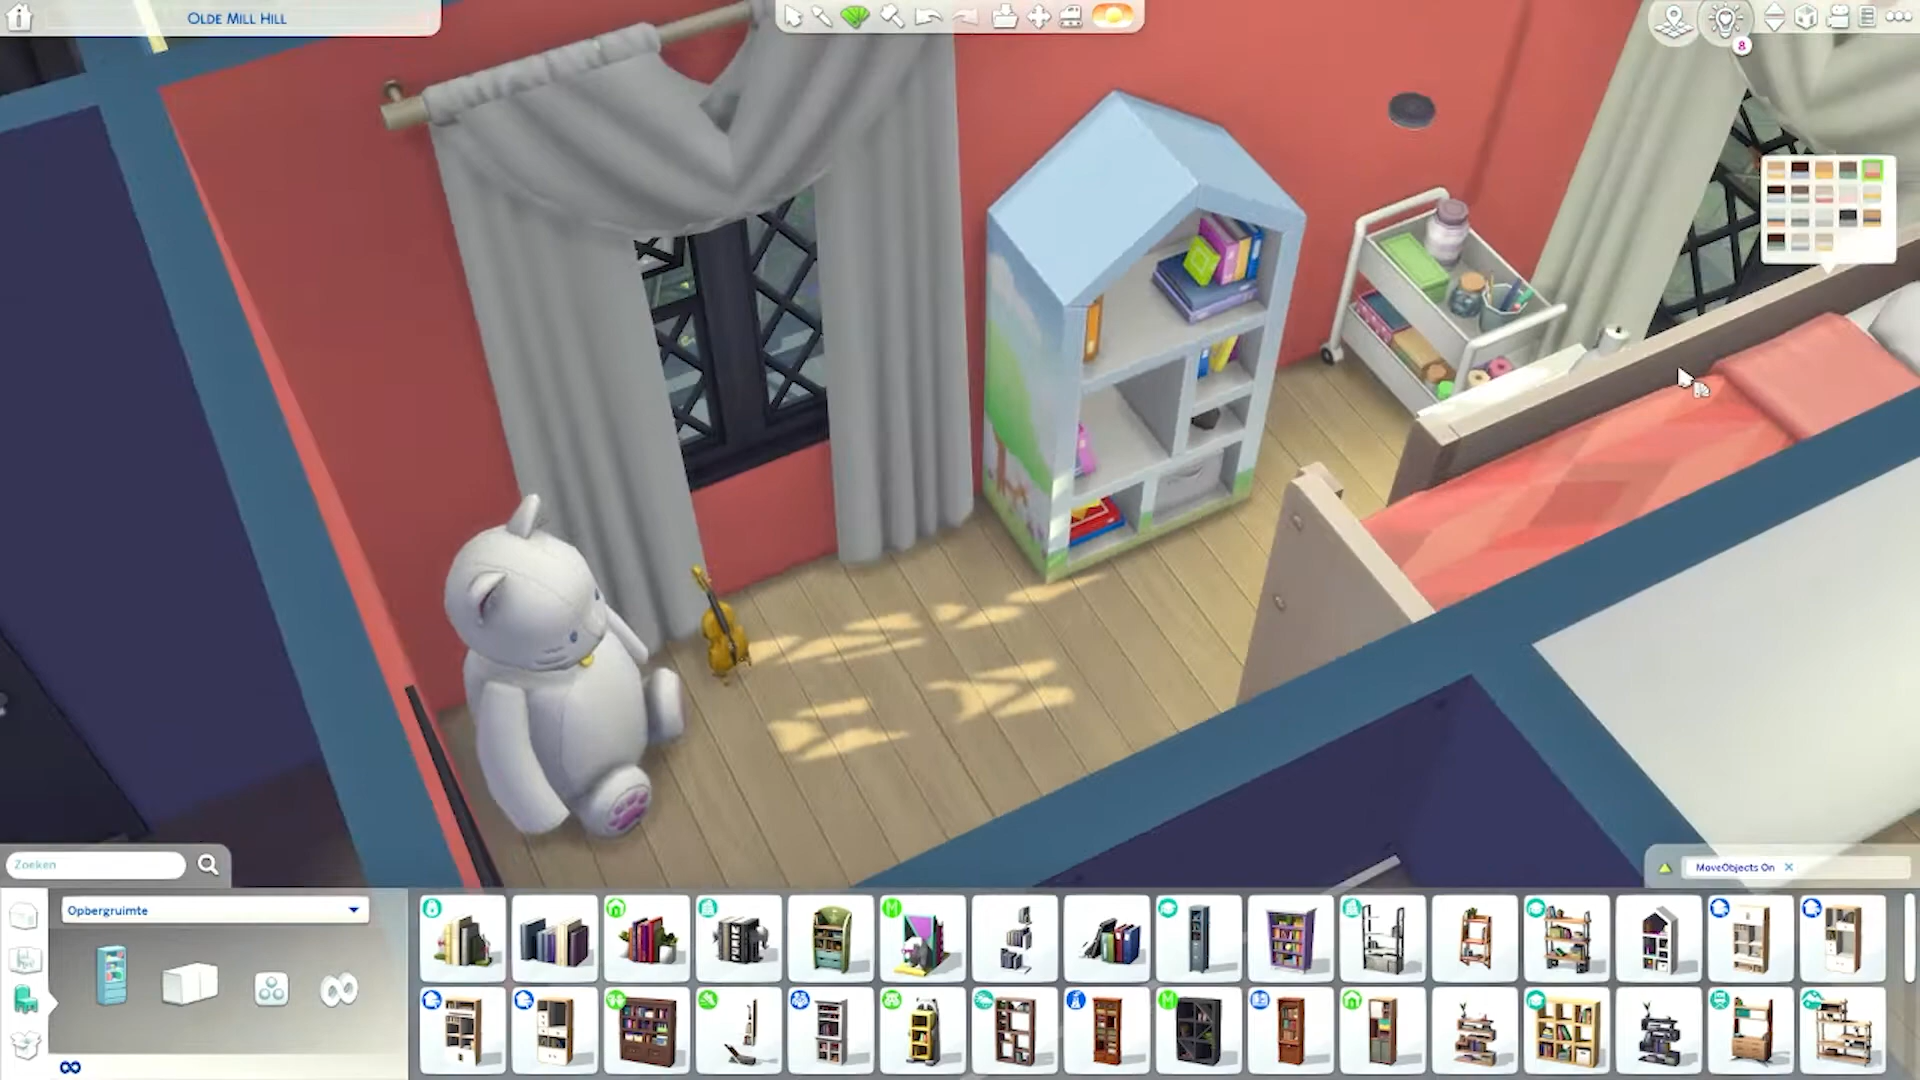 OLDE MILL HILL
8
Zoeken
MoveObjects On
Opbergruimte